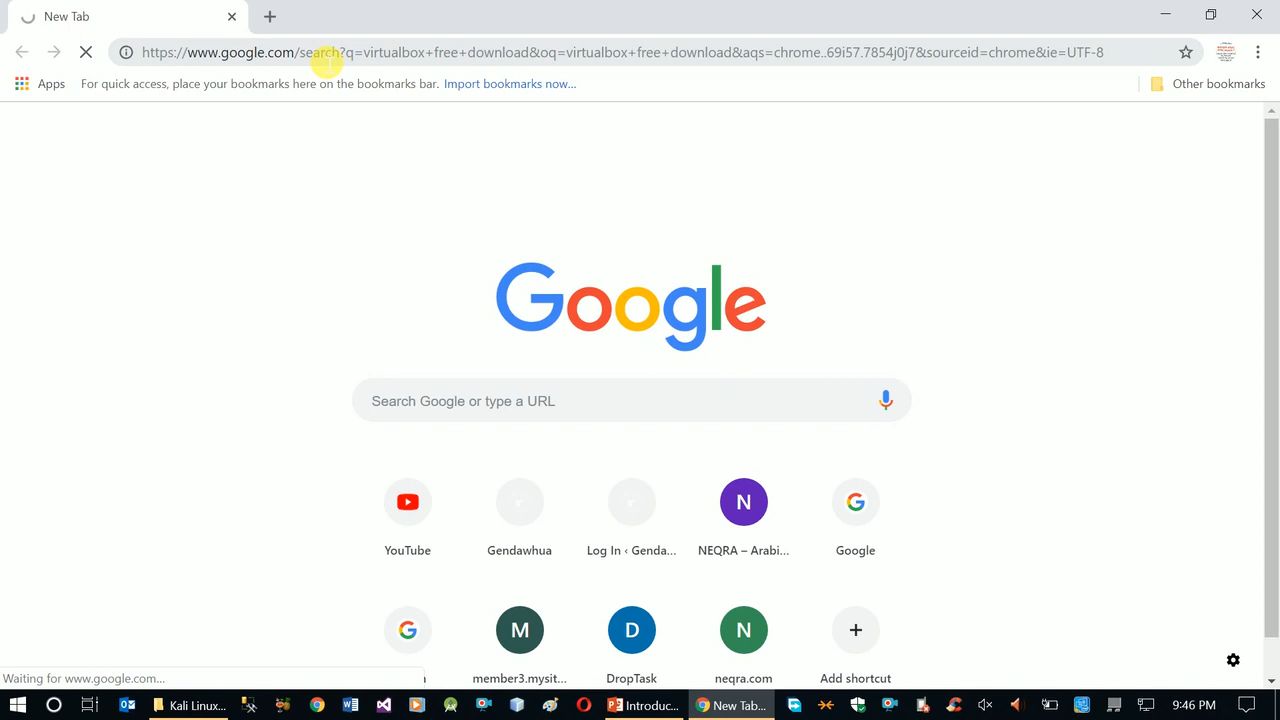 New Tab
https://www.google.com/search?q=virtualbox+free+download&oq=virtualbox+free+download&aqs=chrome..69i57.7854j0j7&sourceid=chrome&ie=UTF-8
Apps For quick access, place your bookmarks here on the bookmarks bar. Import bookmarks now... Other bookmarks
Google
Search Google or type a URL
N
YouTube Gendawhua Log In ‹ Genda... NEQRA – Arabi... Google
M D N
member3.mysit... DropTask neqra.com Add shortcut
Waiting for www.google.com...
Kali Linux... Introduc... New Tab... 9:46 PM